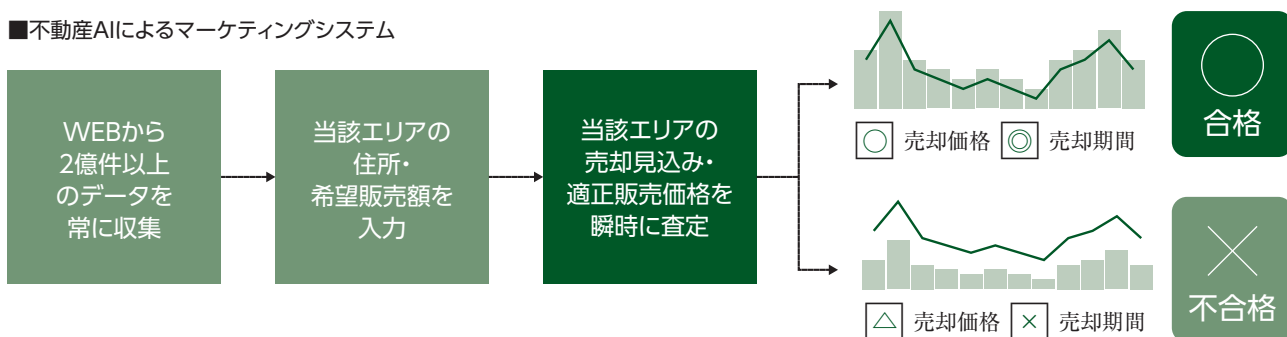 ■不動産AIによるマーケティングシステム
WEBから
2億件以上
のデータを
常に収集
当該エリアの
住所・
希望販売額を
入力
当該エリアの
売却見込み・
適正販売価格を
瞬時に査定
○ 売却価格 ◎ 売却期間
合格
△ 売却価格 × 売却期間
不合格